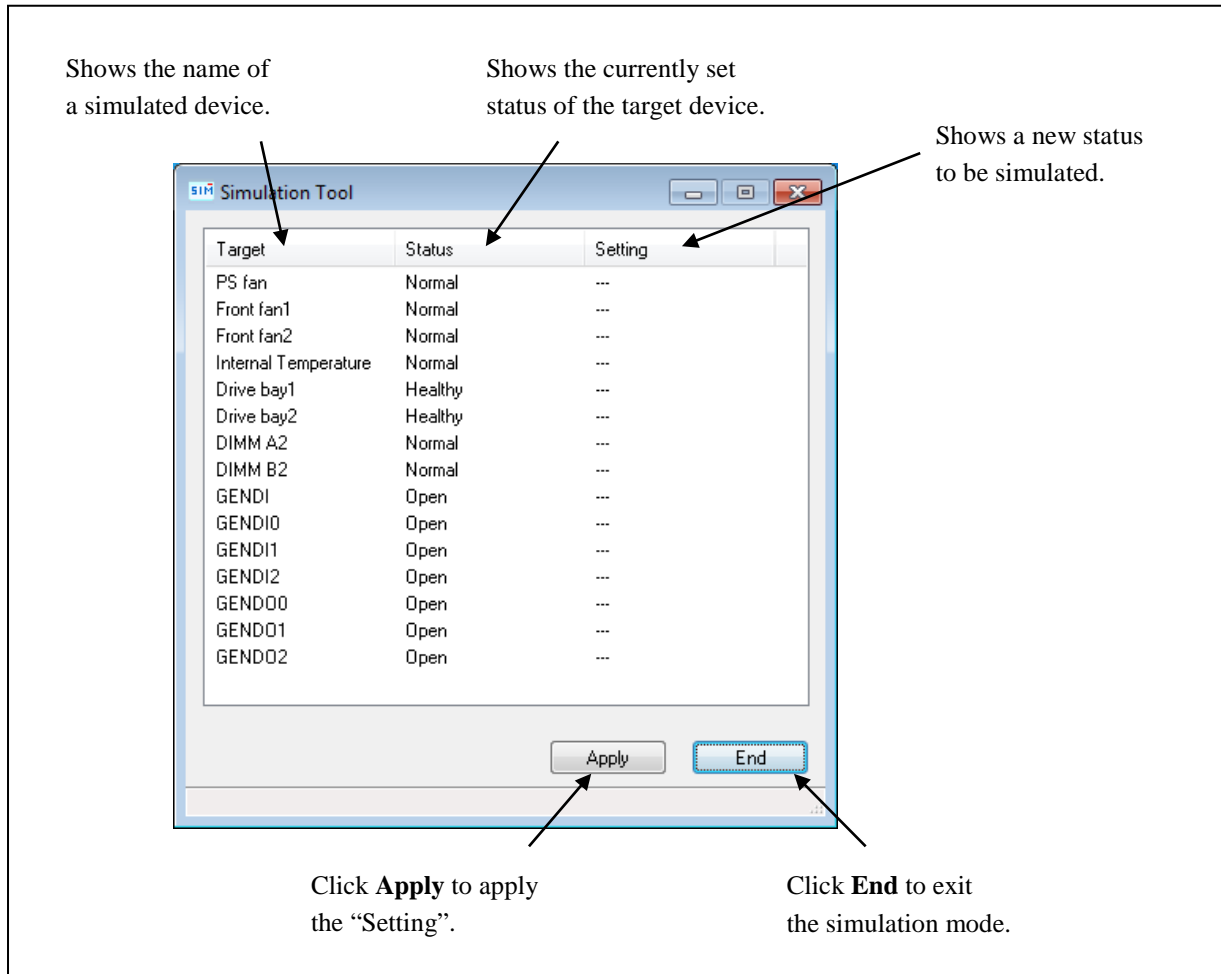 Shows the name of
a simulated device.
Shows the currently set
status of the target device.
Shows a new status
to be simulated.
SIM Simulation Tool
Target Status Setting
PS fan Normal ---
Front fan1 Normal ---
Front fan2 Normal ---
Internal Temperature Normal ---
Drive bay1 Healthy ---
Drive bay2 Healthy ---
DIMM A2 Normal ---
DIMM B2 Normal ---
GENDI Open ---
GENDI0 Open ---
GENDI1 Open ---
GENDI2 Open ---
GENDO0 Open ---
GENDO1 Open ---
GENDO2 Open ---
Apply End
Click Apply to apply
the “Setting”.
Click End to exit
the simulation mode.